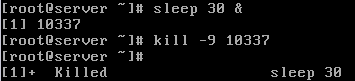 [root@server ~]# sleep 30 &
[1] 10337
[root@server ~]# kill -9 10337
[root@server ~]#
[1]+  Killed                  sleep 30